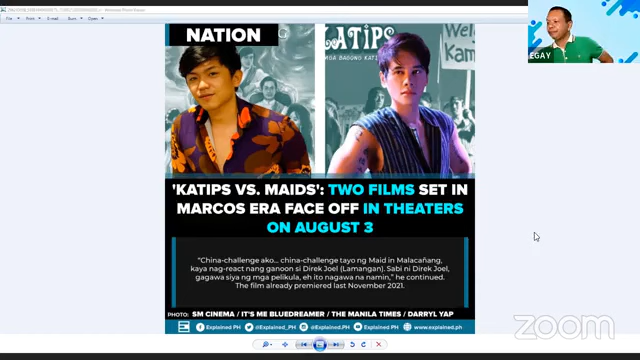 File
Print
E-mail
Burn
Open
NATION
KATIPS
MGA BAGONG KATI
Wel
Kam
EGAY
'KATIPS VS. MAIDS': TWO FILMS SET IN
MARCOS ERA FACE OFF IN THEATERS
ON AUGUST 3
"China-challenge ako... china-challenge tayo ng Maid in Malacañang,
kaya nag-react nang ganoon si Direk Joel (Lamangan). Sabi ni Direk Joel,
gagawa siya ng mga pelikula, eh ito nagawa na namin," he continued.
The film already premiered last November 2021.
PHOTO: SM CINEMA / IT'S ME BLUEDREAMER / THE MANILA TIMES / DARRYL YAP
Explained PH
@Explained_PH
@Explained.PH
Explained PH
www.explained.ph
zoom